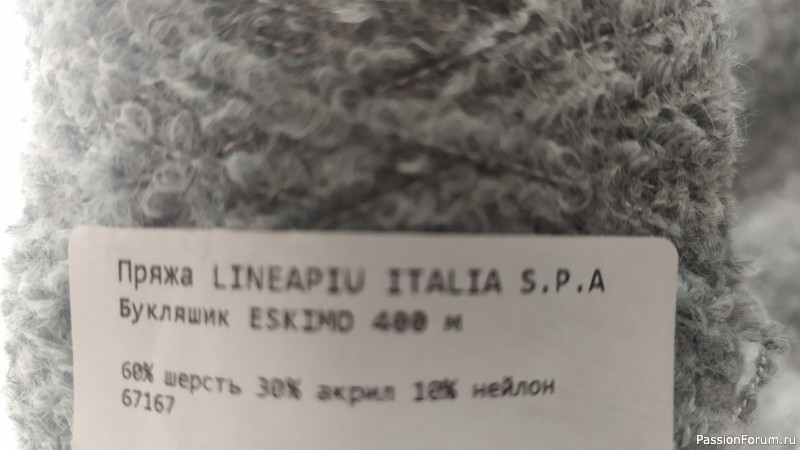 Пряжа LINEAPIU ITALIA S.P.A
Букляшик ESKIMO 400 м
60% шерсть 30% акрил 10% нейлон
67167
PassionForum.ru